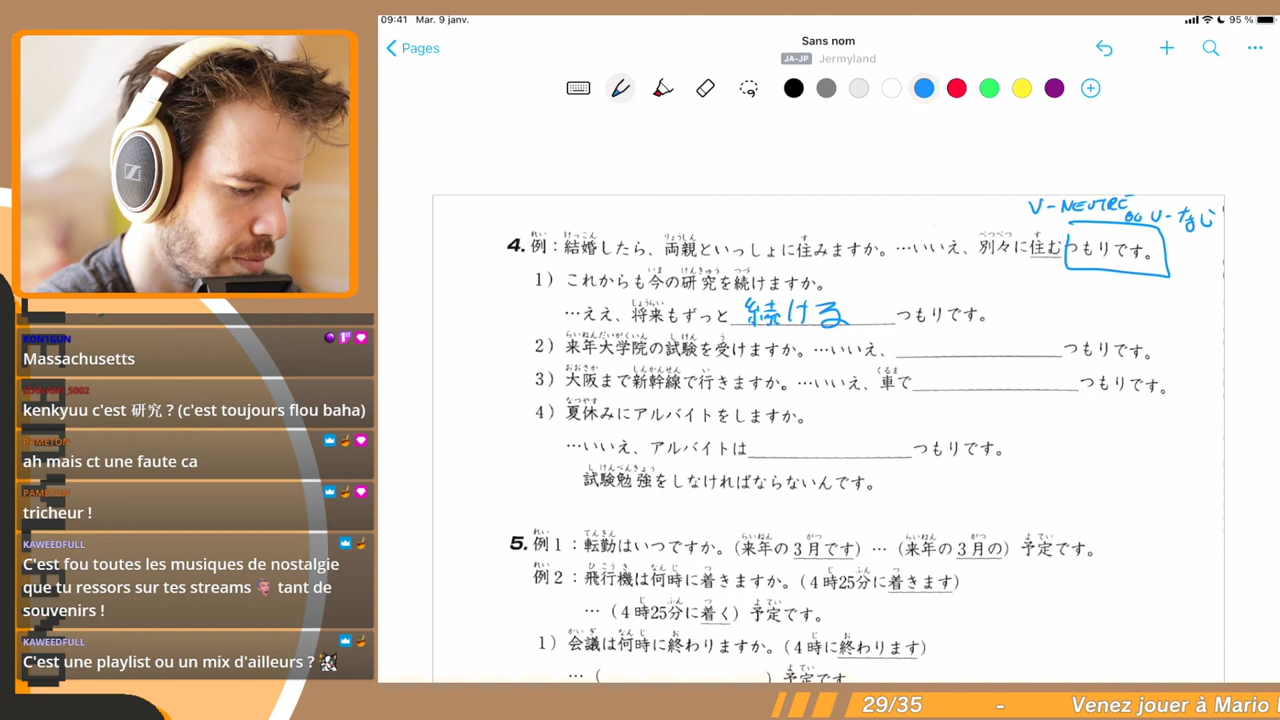 09:41 Mar. 9 janv.
95 %
Pages
Sans nom
JA-JP Jermyland
V-NEUTRE
ou V-ない
4. 例：結婚したら、両親といっしょに住みますか。…いいえ、別々に住むつもりです。
1) これからも今の研究を続けますか。
…ええ、将来もずっと 続ける つもりです。
2) 来年大学院の試験を受けますか。…いいえ、 つもりです。
3) 大阪まで新幹線で行きますか。…いいえ、車で つもりです。
4) 夏休みにアルバイトをしますか。
…いいえ、アルバイトは つもりです。
試験勉強をしなければならないんです。
5. 例1：転勤はいつですか。（来年の3月です） … （来年の3月の）予定です。
例2：飛行機は何時に着きますか。（4時25分に着きます）
… （4時25分に着く）予定です。
1) 会議は何時に終わりますか。（4時に終わります）
… （ ）予定です
KON1GUN
Massachusetts
kenkyuu c'est 研究 ? (c'est toujours flou baha)
PAMETON
ah mais ct une faute ca
PAMETON
tricheur !
KAWEEDFULL
C'est fou toutes les musiques de nostalgie
que tu ressors sur tes streams tant de
souvenirs !
KAWEEDFULL
C'est une playlist ou un mix d'ailleurs ?
29/35 - Venez jouer à Mario